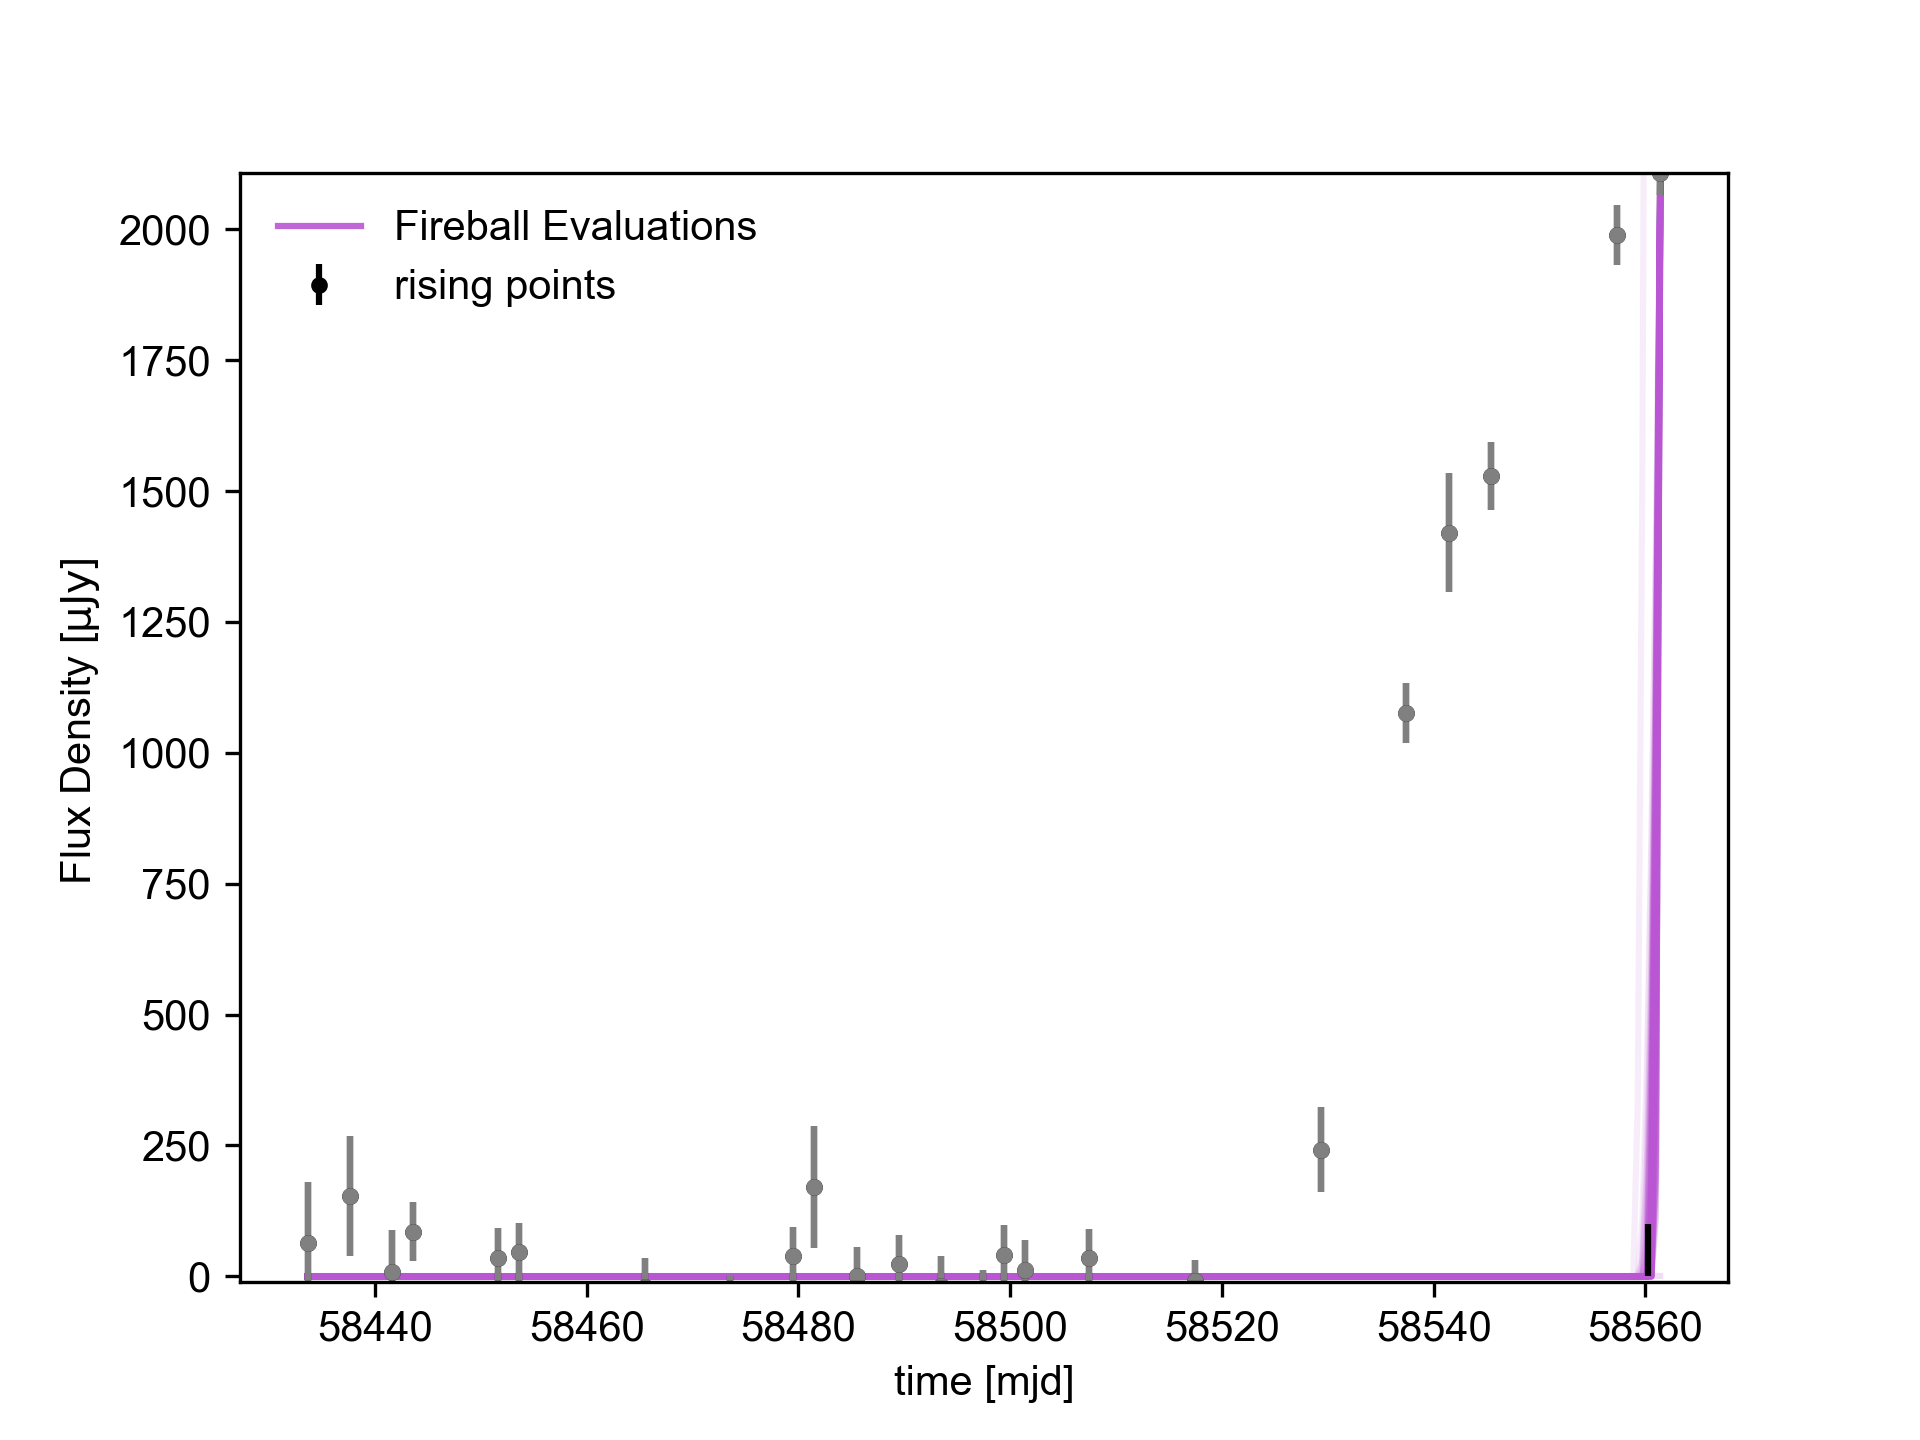 Fireball Evaluations
rising points
2000
1750
1500
1250
1000
750
500
250
0
Flux Density [µJy]
58440 58460 58480 58500 58520 58540 58560
time [mjd]